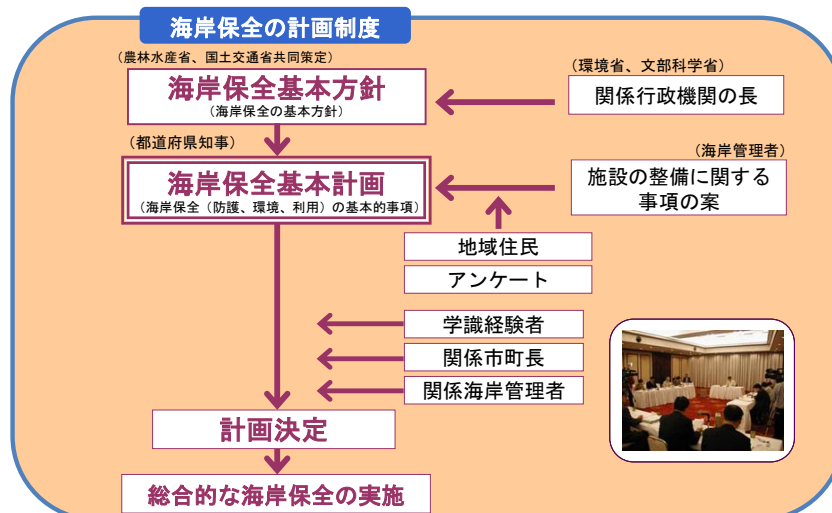 海岸保全の計画制度
（農林水産省、国土交通省共同策定）
海岸保全基本方針
（海岸保全の基本方針）
（環境省、文部科学省）
関係行政機関の長
（都道府県知事）
海岸保全基本計画
（海岸保全（防護、環境、利用）の基本的事項）
（海岸管理者）
施設の整備に関する
事項の案
地域住民
アンケート
学識経験者
関係市町長
関係海岸管理者
計画決定
総合的な海岸保全の実施